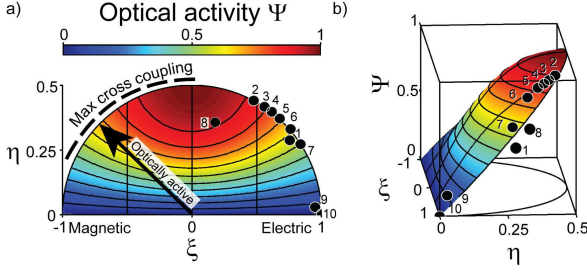 a)
Optical activity Ψ
0 0.5 1
Max cross coupling
Optically active
0.5
0.25
0
η
2
3
4
5
6
1
7
8
9
10
-1 Magnetic 0 Electric 1
ξ
b)
1
0.5
0
Ψ
-1
0
1
ξ
2
3
4
5
6
7
8
1
9
10
0 0.25 0.5
η